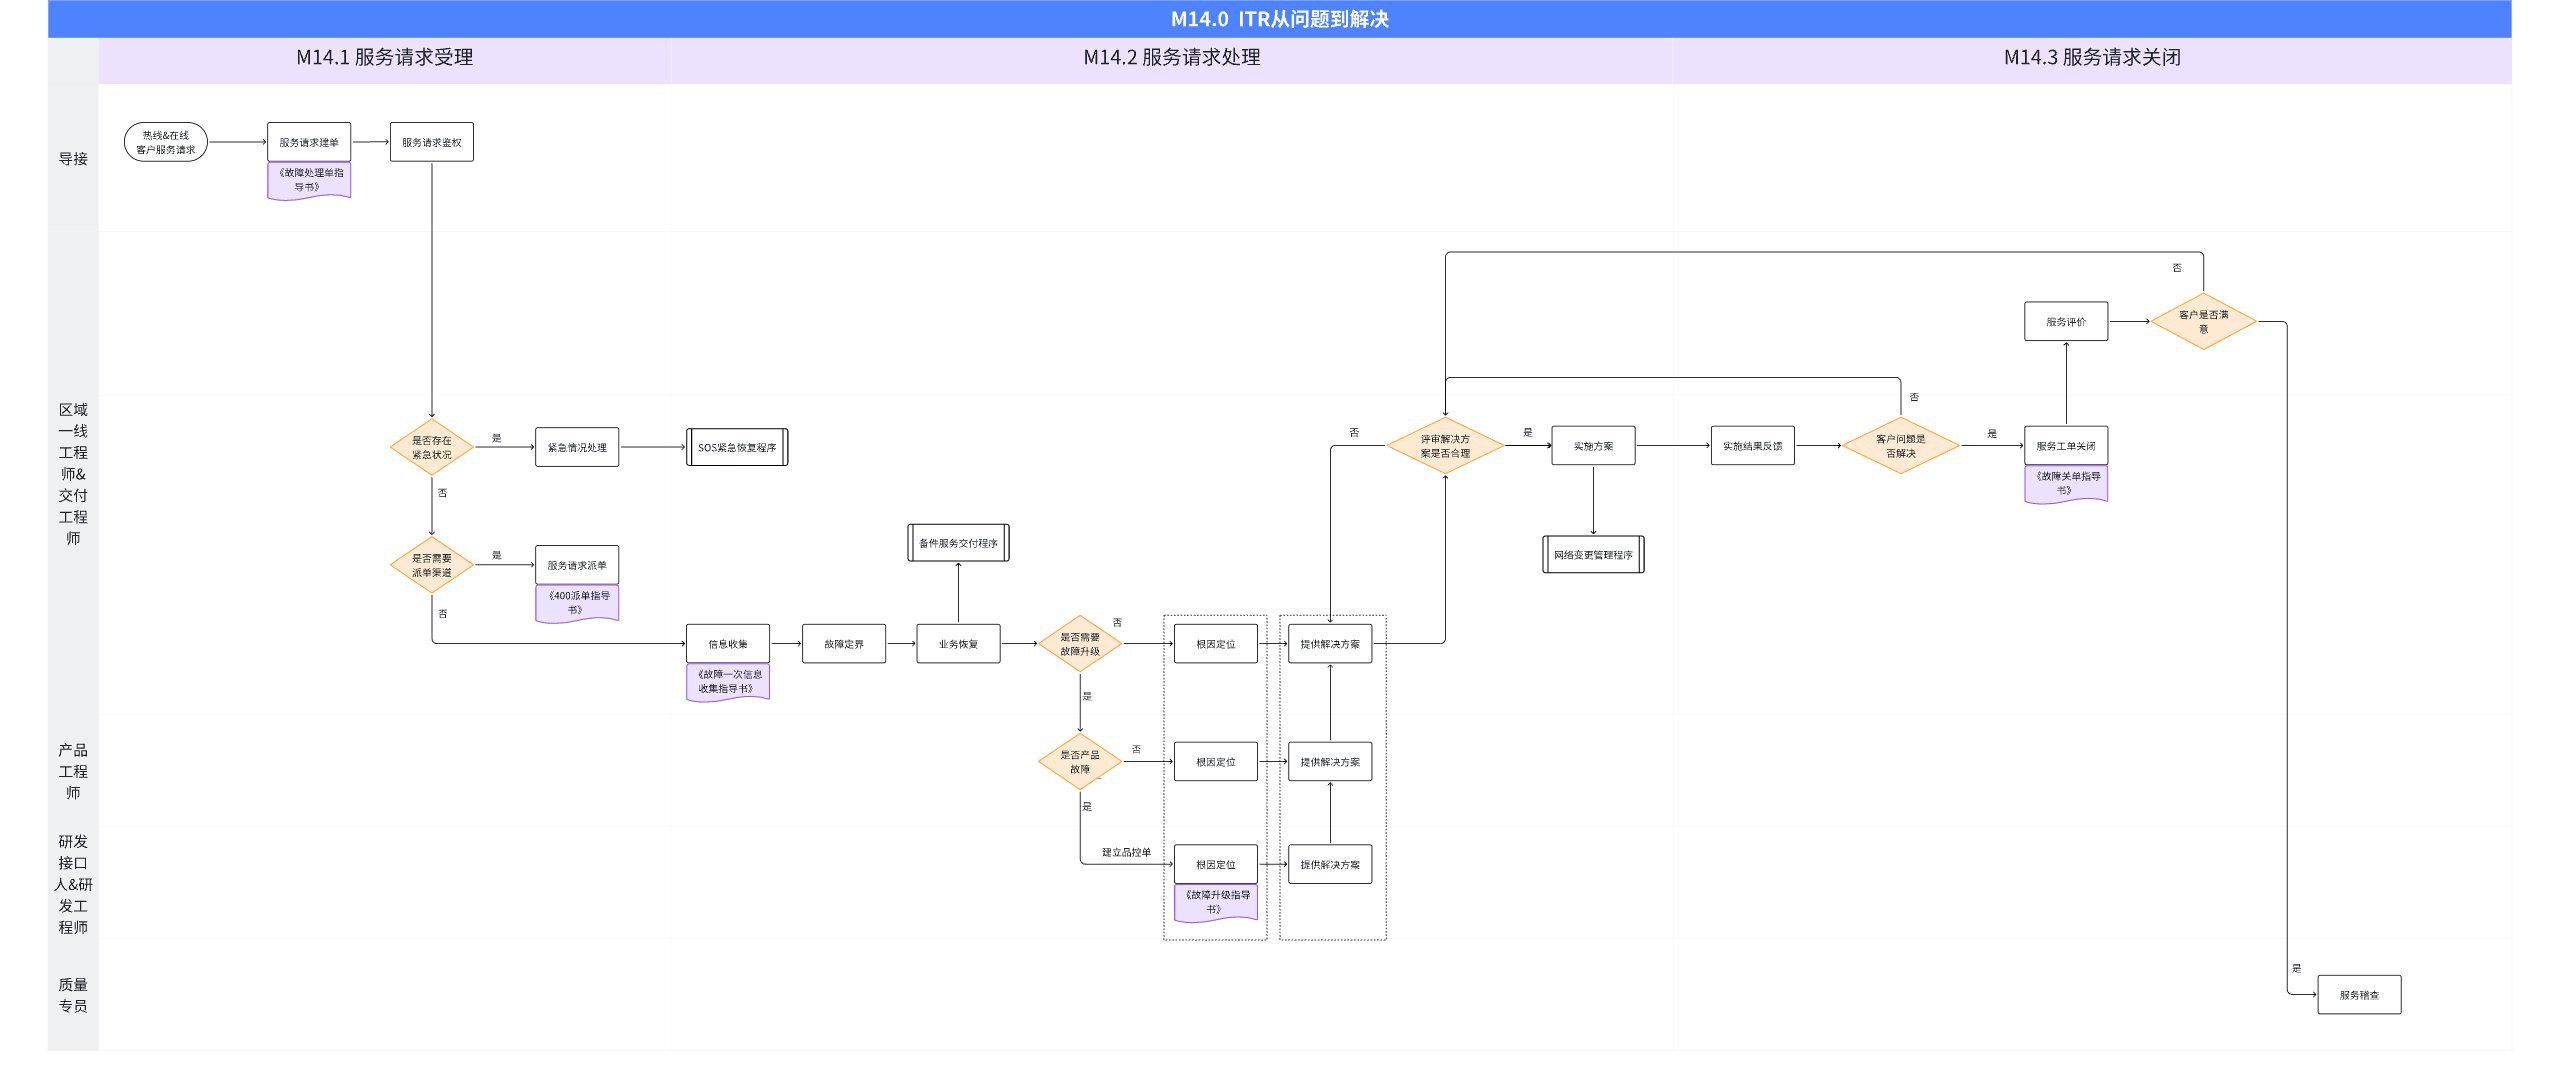 M14.0 ITR从问题到解决
M14.1 服务请求受理
M14.2 服务请求处理
M14.3 服务请求关闭
导接
热线&在线
客户服务请求
服务请求建单
《故障处理单指
导书》
服务请求鉴权
区域
一线
工程
师&
交付
工程
师
是否存在
紧急状况
是
紧急情况处理
SOS紧急恢复程序
否
是否需要
派单渠道
是
服务请求派单
《400派单指导
书》
否
信息收集
《故障一次信息
收集指导书》
故障定界
业务恢复
备件服务交付程序
是否需要
故障升级
否
根因定位
提供解决方案
是
否
评审解决方
案是否合理
是
实施方案
网络变更管理程序
实施结果反馈
客户问题是
否解决
否
是
服务工单关闭
《故障关单指导
书》
服务评价
客户是否满
意
否
产品
工程
师
是否产品
故障
否
根因定位
提供解决方案
是
研发
接口
人&研
发工
程师
建立品控单
根因定位
《故障升级指导
书》
提供解决方案
质量
专员
是
服务稽查